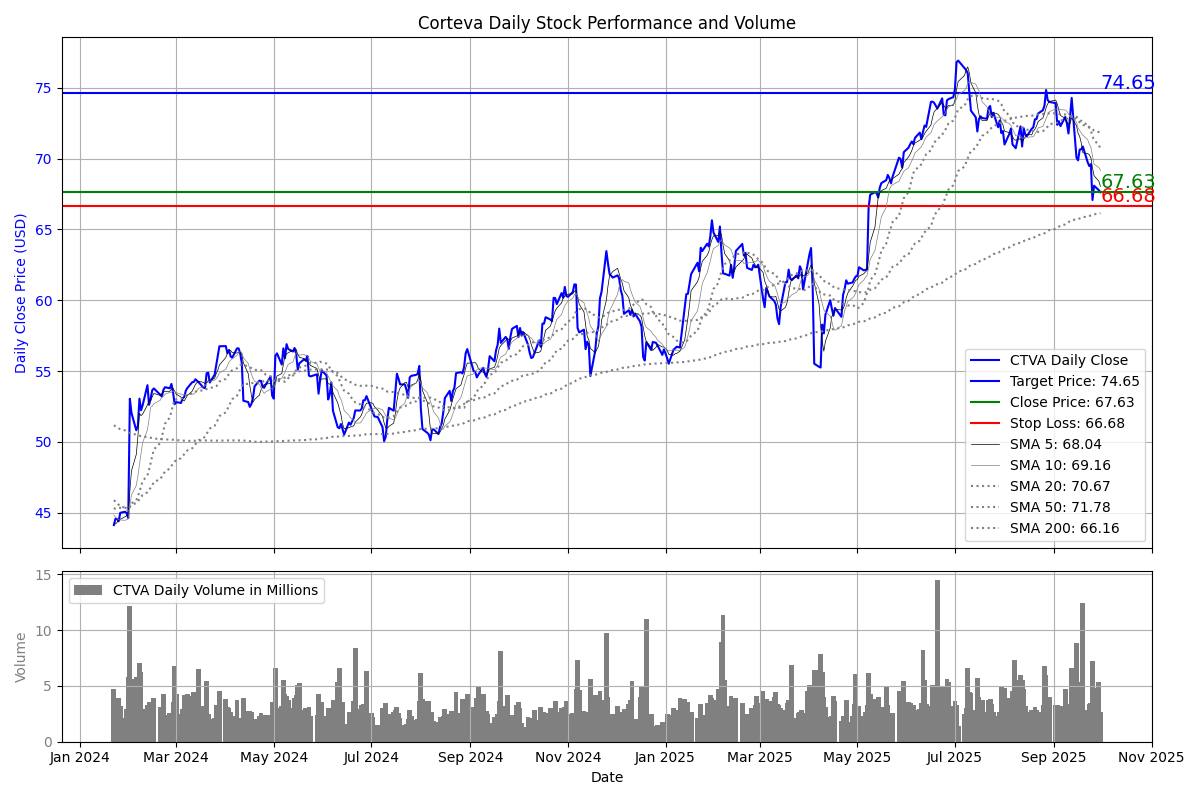 Corteva Daily Stock Performance and Volume
Daily Close Price (USD)
75
70
65
60
55
50
45
74.65
67.63
66.68
CTVA Daily Close
Target Price: 74.65
Close Price: 67.63
Stop Loss: 66.68
SMA 5: 68.04
SMA 10: 69.16
SMA 20: 70.67
SMA 50: 71.78
SMA 200: 66.16
Volume
15
10
5
0
CTVA Daily Volume in Millions
Jan 2024 Mar 2024 May 2024 Jul 2024 Sep 2024 Nov 2024 Jan 2025 Mar 2025 May 2025 Jul 2025 Sep 2025 Nov 2025
Date